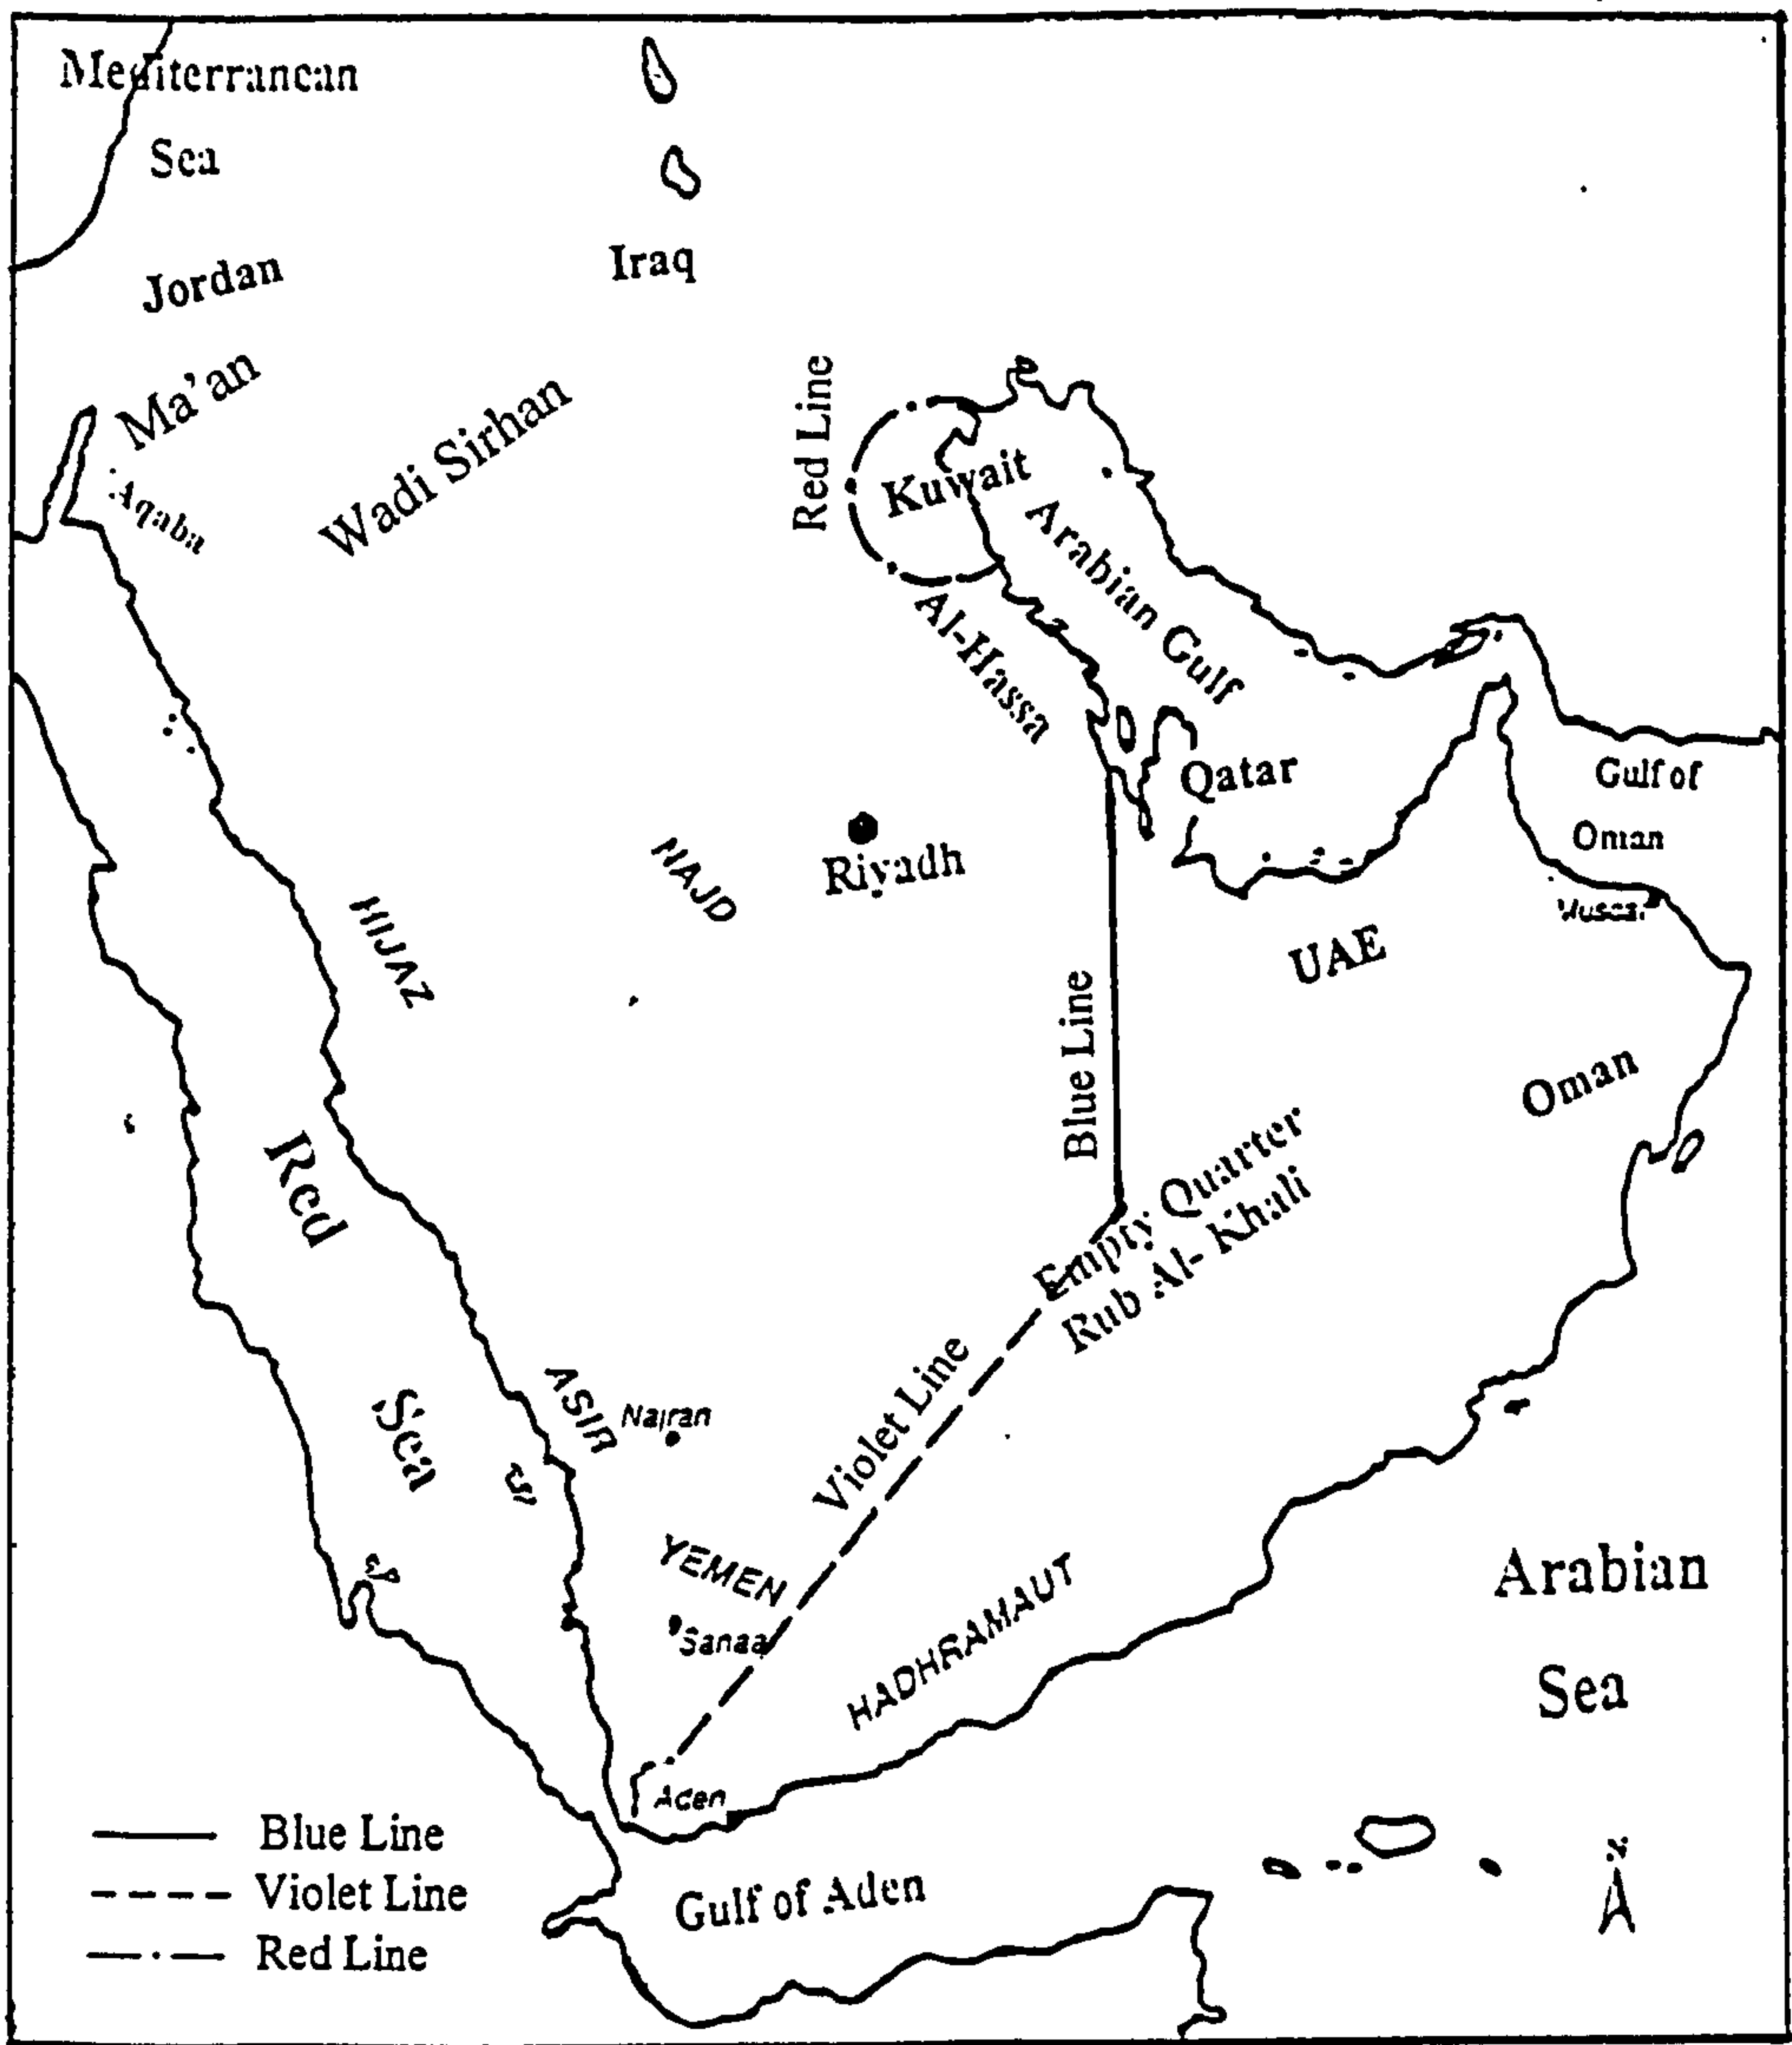 Mediterranean
Sea
Iraq
Jordan
Ma'an
Aqaba
Wadi Sirhan
Red Line
Kuwait
Arabian Gulf
Al-Hassa
Qatar
Gulf of
Oman
Muscat
Riyadh
NAJD
HIJAZ
UAE
Blue Line
Oman
Empty Quarter
Rub Al-Khali
Red
Sea
ASIR
Najran
Violet Line
YEMEN
Sanaa
HADHRAMAUT
Arabian
Sea
Aden
Gulf of Aden
N
Blue Line
Violet Line
Red Line